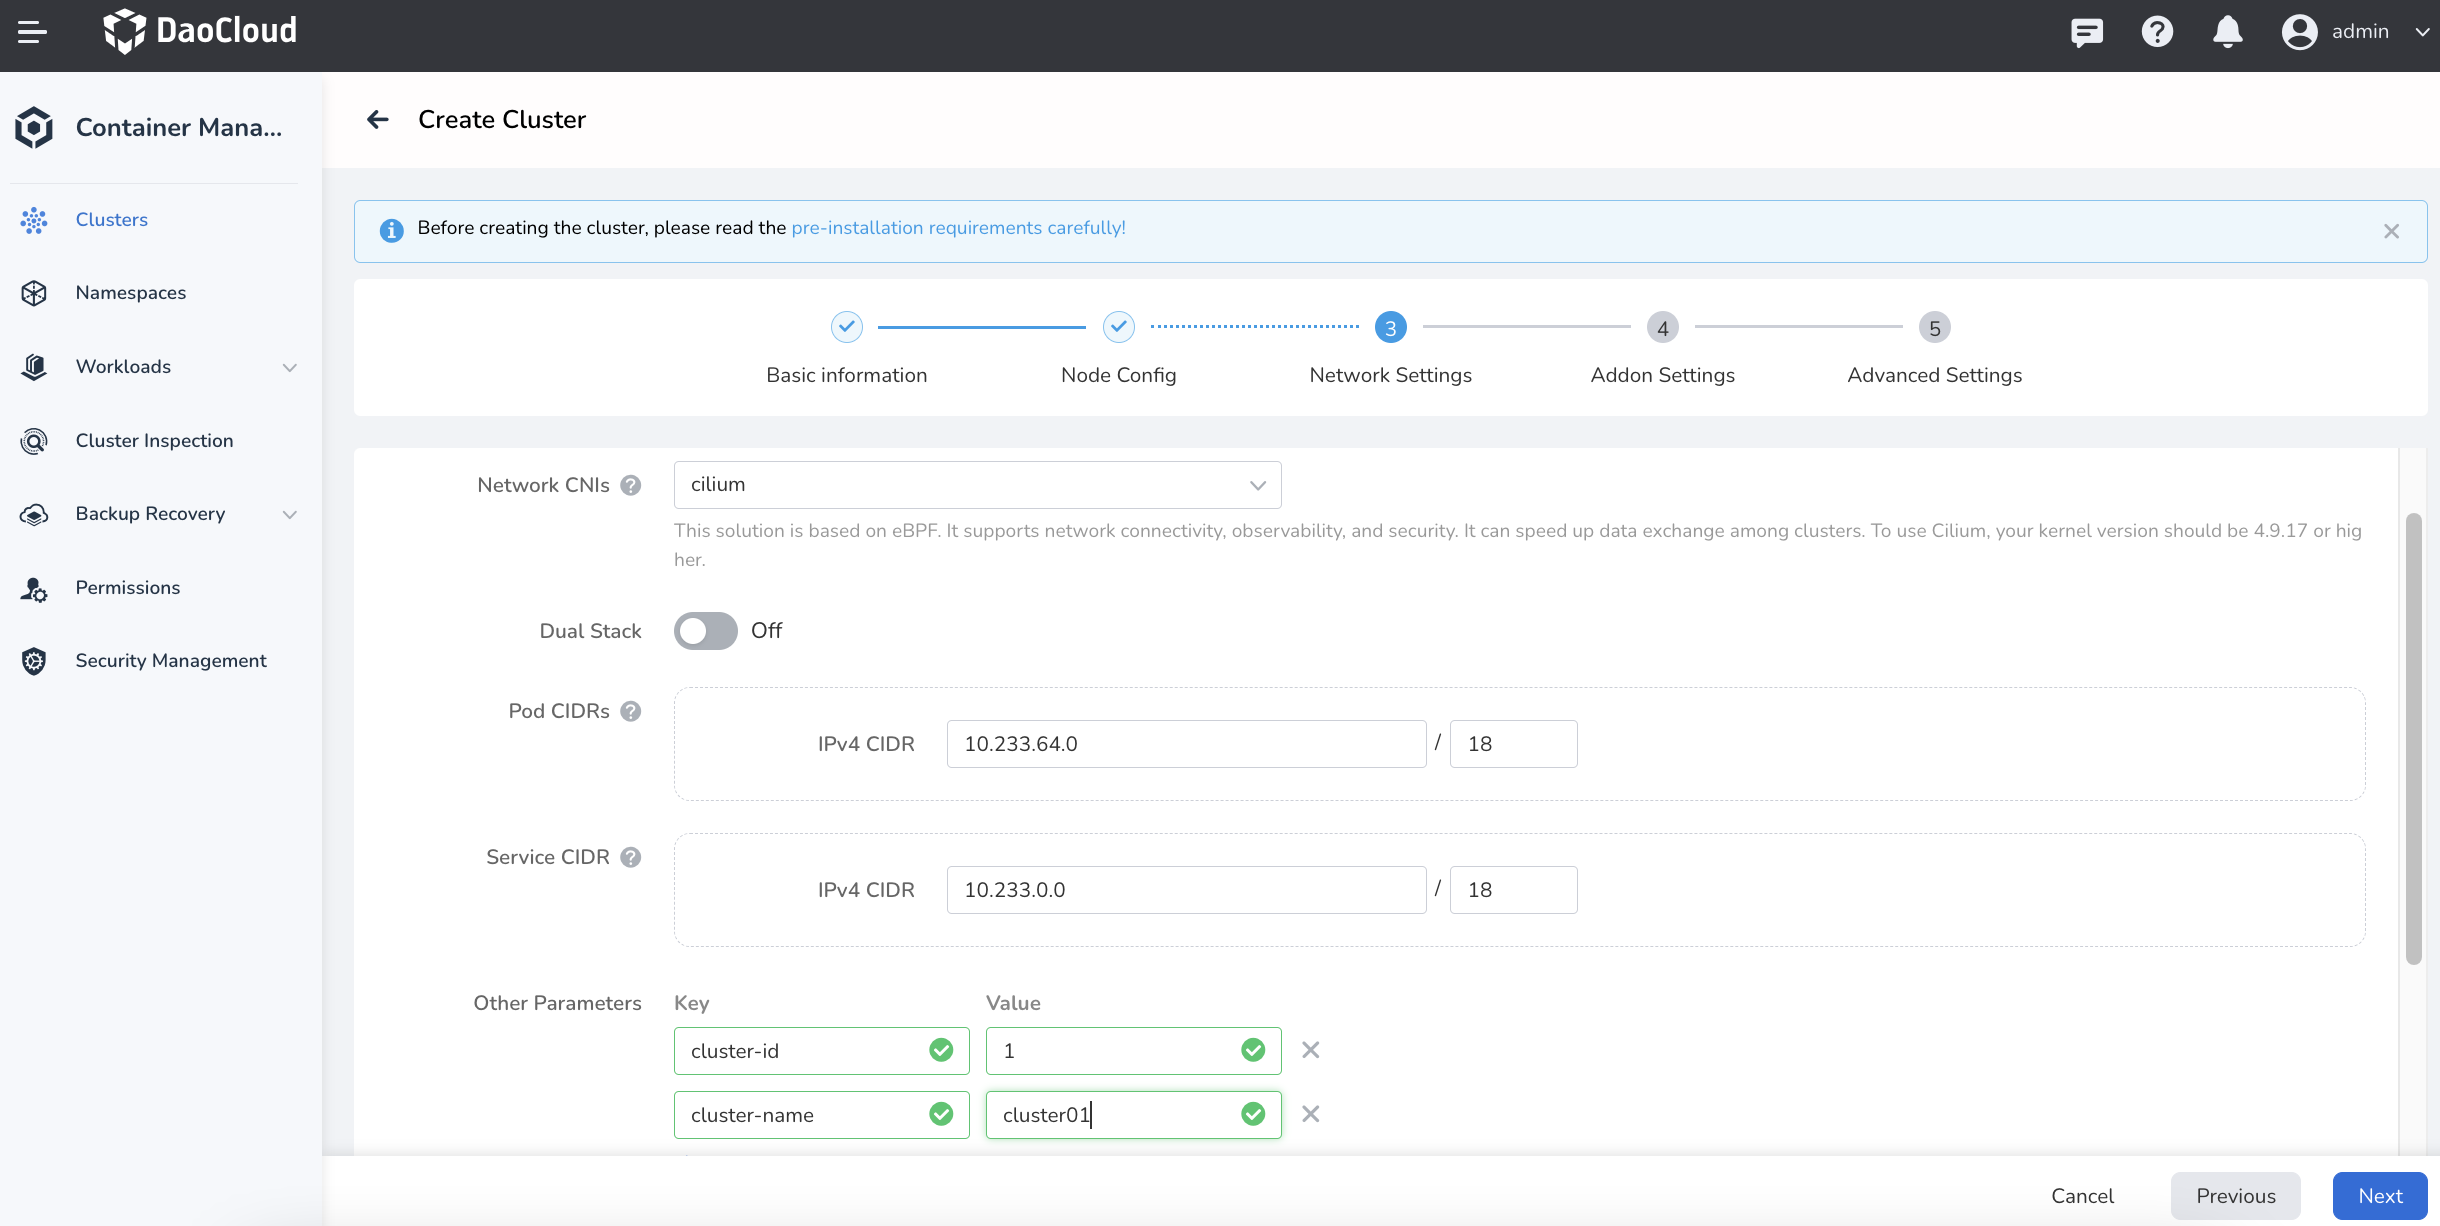 DaoCloud
admin
Container Mana...
Create Cluster
Clusters
Namespaces
Workloads
Cluster Inspection
Backup Recovery
Permissions
Security Management
Before creating the cluster, please read the pre-installation requirements carefully!
3
4
5
Basic information
Node Config
Network Settings
Addon Settings
Advanced Settings
Network CNIs
cilium
This solution is based on eBPF. It supports network connectivity, observability, and security. It can speed up data exchange among clusters. To use Cilium, your kernel version should be 4.9.17 or hig
her.
Dual Stack
Off
Pod CIDRs
IPv4 CIDR
10.233.64.0
/
18
Service CIDR
IPv4 CIDR
10.233.0.0
/
18
Other Parameters
Key
Value
cluster-id
1
cluster-name
cluster01
Cancel
Previous
Next